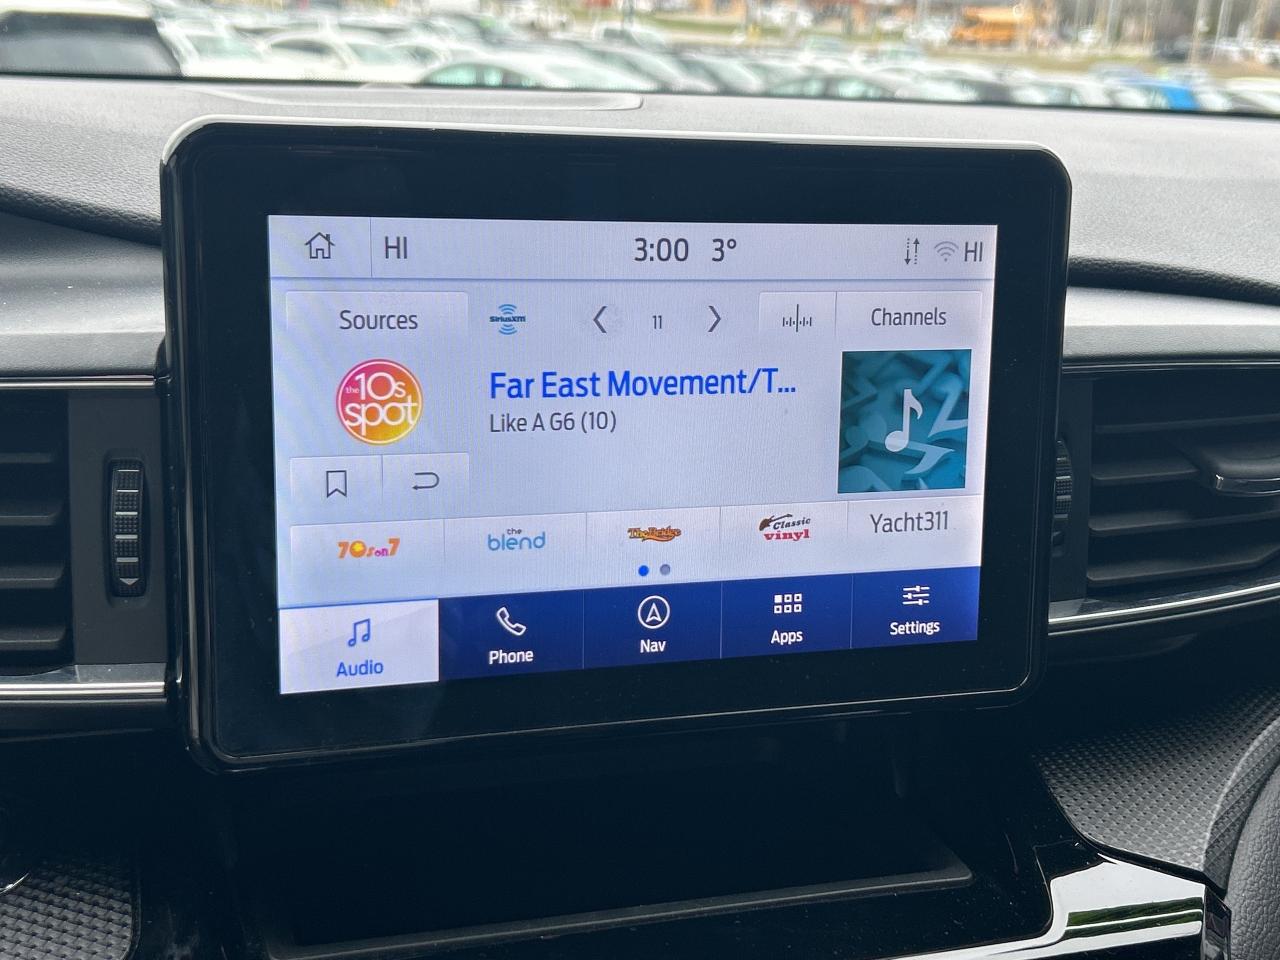 HI 3:00 3° HI
Sources SiriusXM 11 Channels
the 10s spot
Far East Movement/T...
Like A G6 (10)
70s on 7 the blend The Bridge Classic vinyl Yacht311
Audio Phone Nav Apps Settings